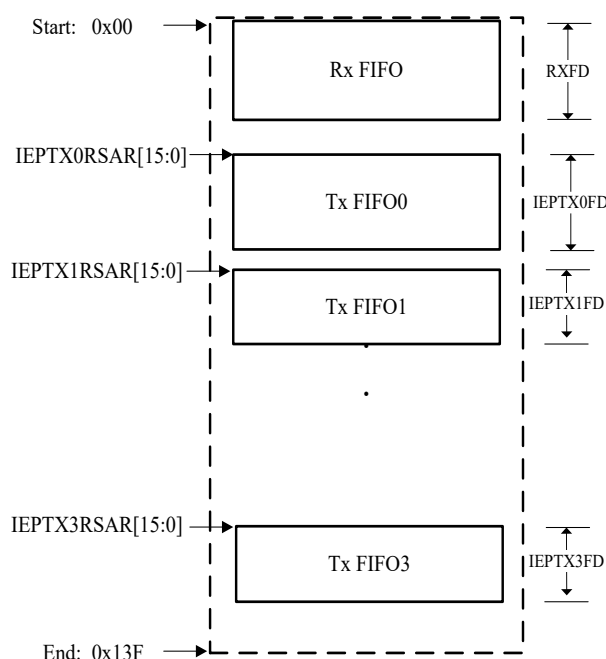 Start: 0x00
Rx FIFO
RXFD
IEPTX0RSAR[15:0]
Tx FIFO0
IEPTX0FD
IEPTX1RSAR[15:0]
Tx FIFO1
IEPTX1FD
IEPTX3RSAR[15:0]
Tx FIFO3
IEPTX3FD
End: 0x13F